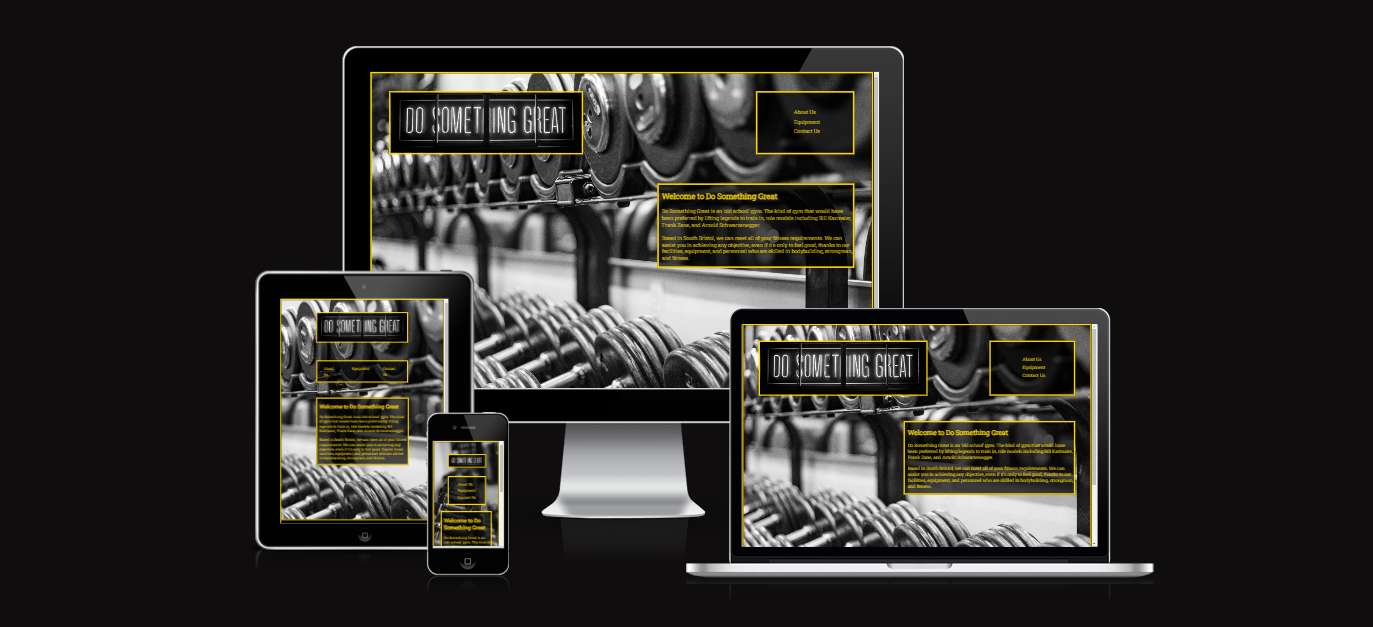 DO SOMETHING GREAT
About Us
Equipment
Contact Us
Welcome to Do Something Great
Do Something Great is an 'old school' gym. The kind of gym that would have
been preferred by lifting legends to train in, role models including Bill Kazmaier,
Frank Zane, and Arnold Schwarzenegger.
Based in South Bristol, we can meet all of your fitness requirements. We can
assist you in achieving any objective, even if it's only to feel good, thanks to our
facilities, equipment, and personnel who are skilled in bodybuilding, strongman,
and fitness.
DO SOMETHING GREAT
About
Us
Equipment
Contact
Us
Welcome to Do Something Great
DO SOMETHING GREAT
About Us
Equipment
Contact Us
Welcome to Do
Something Great
DO SOMETHING GREAT
About Us
Equipment
Contact Us
Welcome to Do Something Great
Do Something Great is an 'old school' gym. The kind of gym that would have
been preferred by lifting legends to train in, role models including Bill Kazmaier,
Frank Zane, and Arnold Schwarzenegger.
Based in South Bristol, we can meet all of your fitness requirements. We can
assist you in achieving any objective, even if it's only to feel good, thanks to our
facilities, equipment, and personnel who are skilled in bodybuilding, strongman,
and fitness.